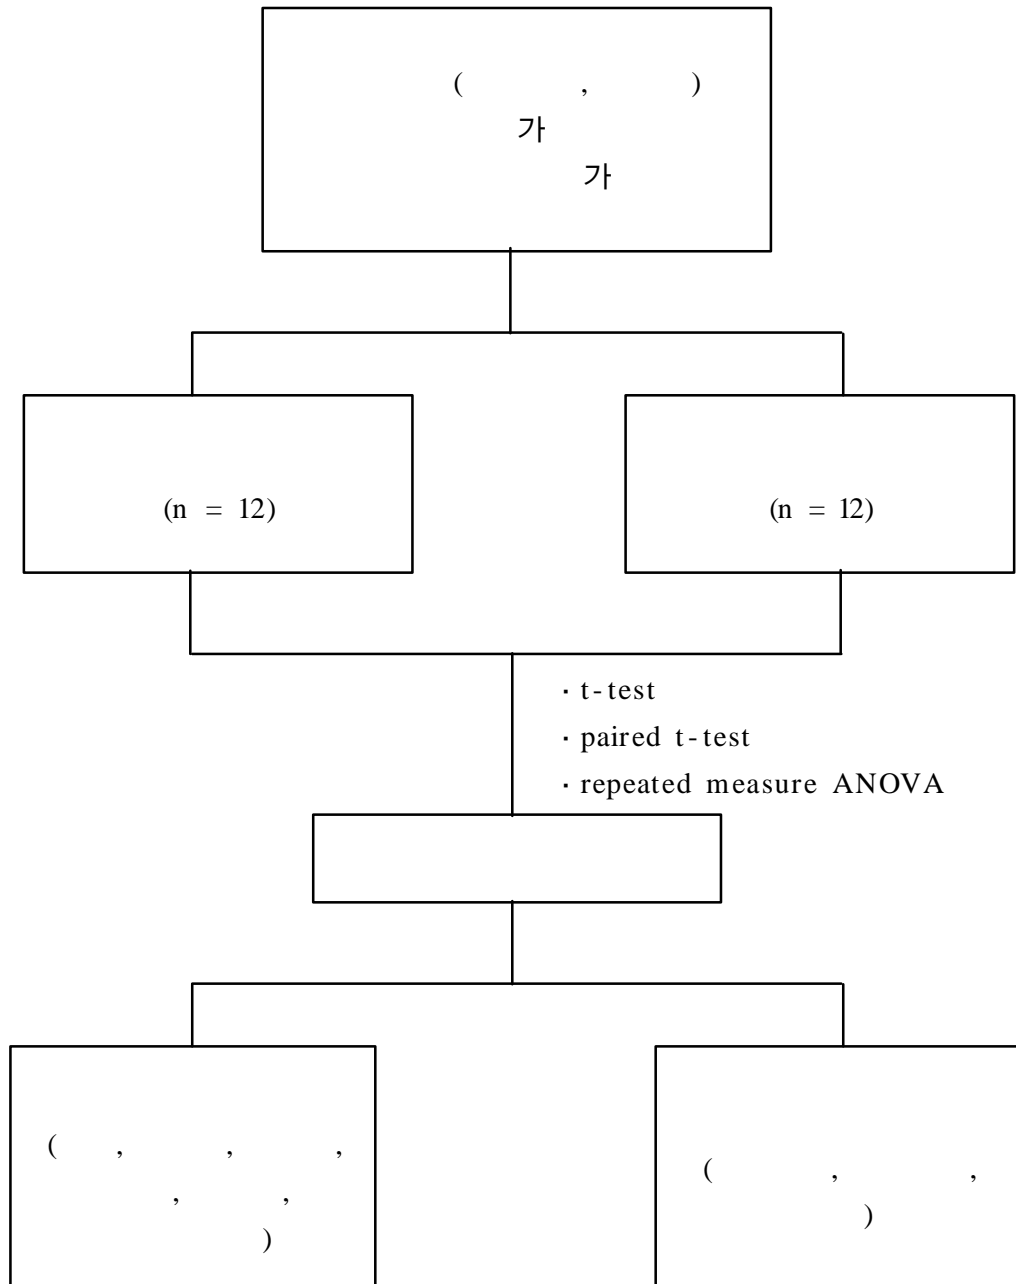 ( , )
가
가
(n = 12)
(n = 12)
· t-test
· paired t-test
· repeated measure ANOVA
( , , ,
, ,
)
( , ,
)